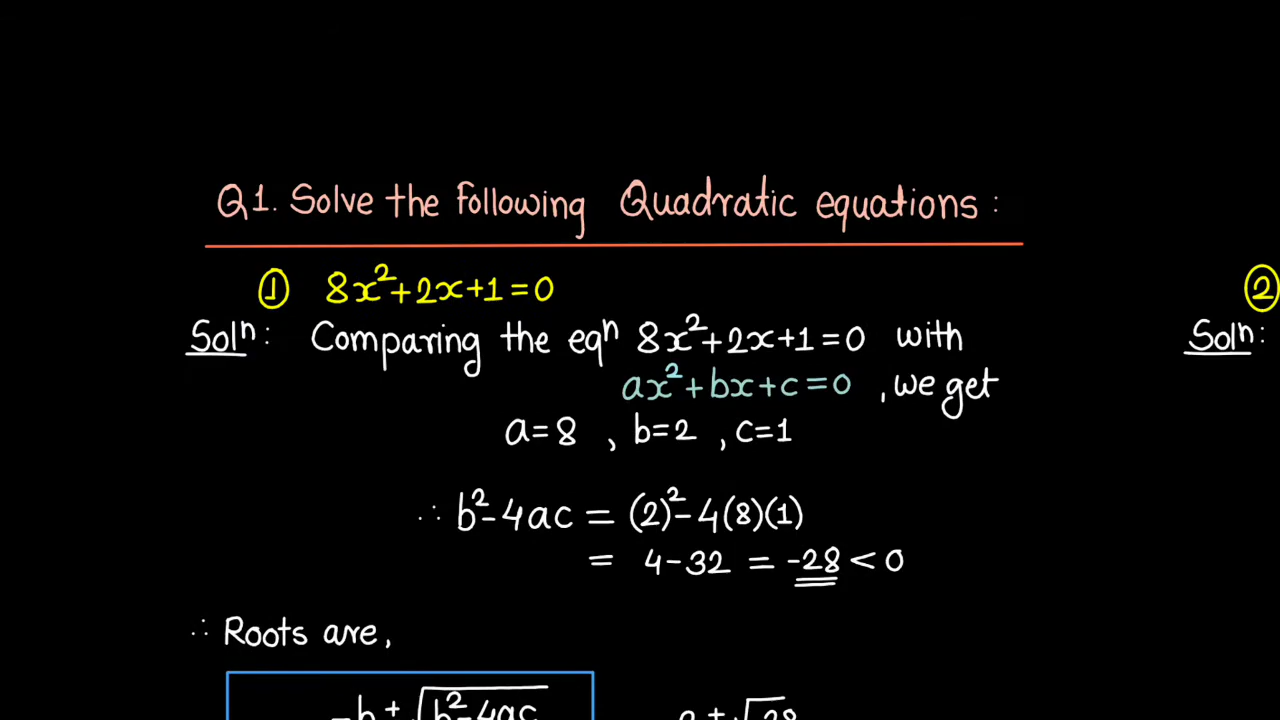 Q1. Solve the following Quadratic equations :
① 8x²+2x+1=0
②
Solⁿ: Comparing the eqⁿ 8x²+2x+1=0 with
Solⁿ:
ax²+bx+c=0 , we get
a=8 , b=2 , c=1
∴ b²-4ac = (2)²-4(8)(1)
= 4-32 = -28 < 0
∴ Roots are,
-b ± √b²-4ac